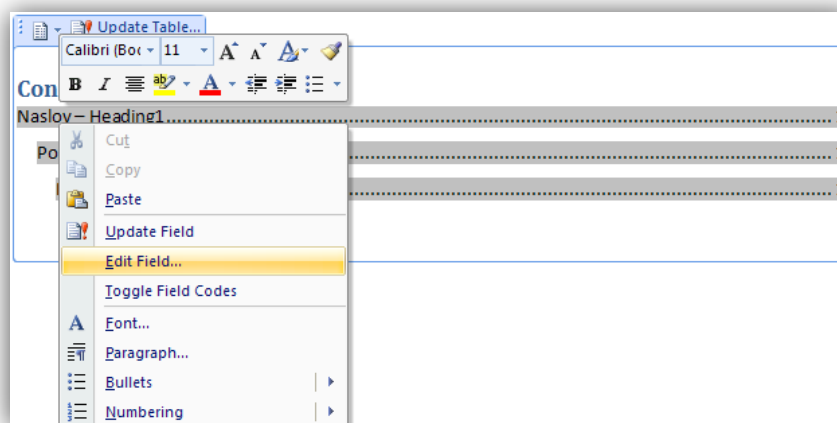 Update Table...
Calibri (Boc 11
Con
Naslov – Heading1
Po
Cut
Copy
Paste
Update Field
Edit Field...
Toggle Field Codes
Font...
Paragraph...
Bullets
Numbering